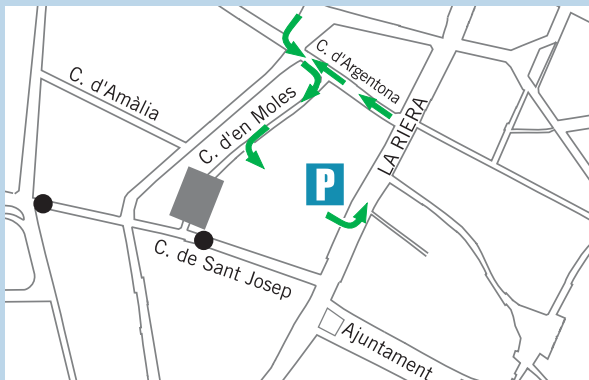 C. d'Argentona
C. d'Amàlia
C. d'en Moles
LA RIERA
P
C. de Sant Josep
Ajuntament